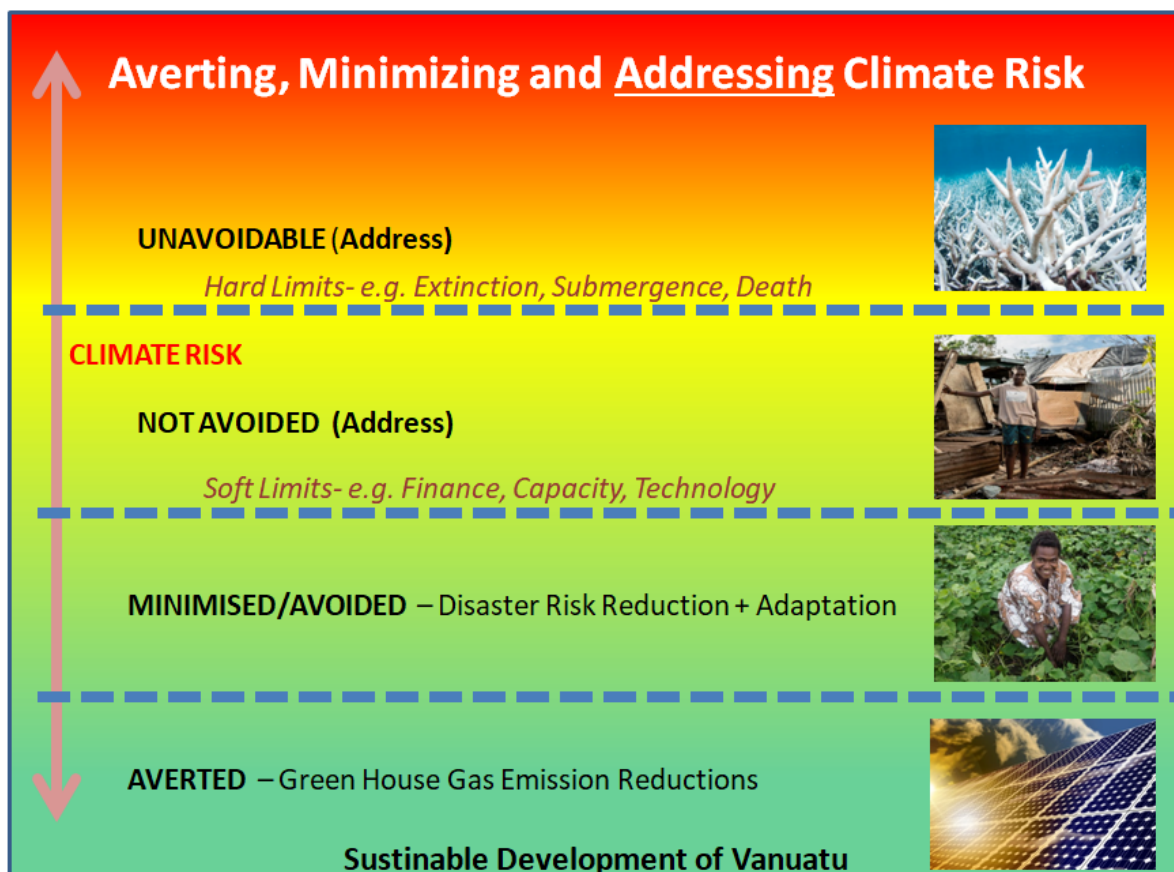 Averting, Minimizing and Addressing Climate Risk
UNAVOIDABLE (Address)
Hard Limits- e.g. Extinction, Submergence, Death
CLIMATE RISK
NOT AVOIDED (Address)
Soft Limits- e.g. Finance, Capacity, Technology
MINIMISED/AVOIDED – Disaster Risk Reduction + Adaptation
AVERTED – Green House Gas Emission Reductions
Sustinable Development of Vanuatu